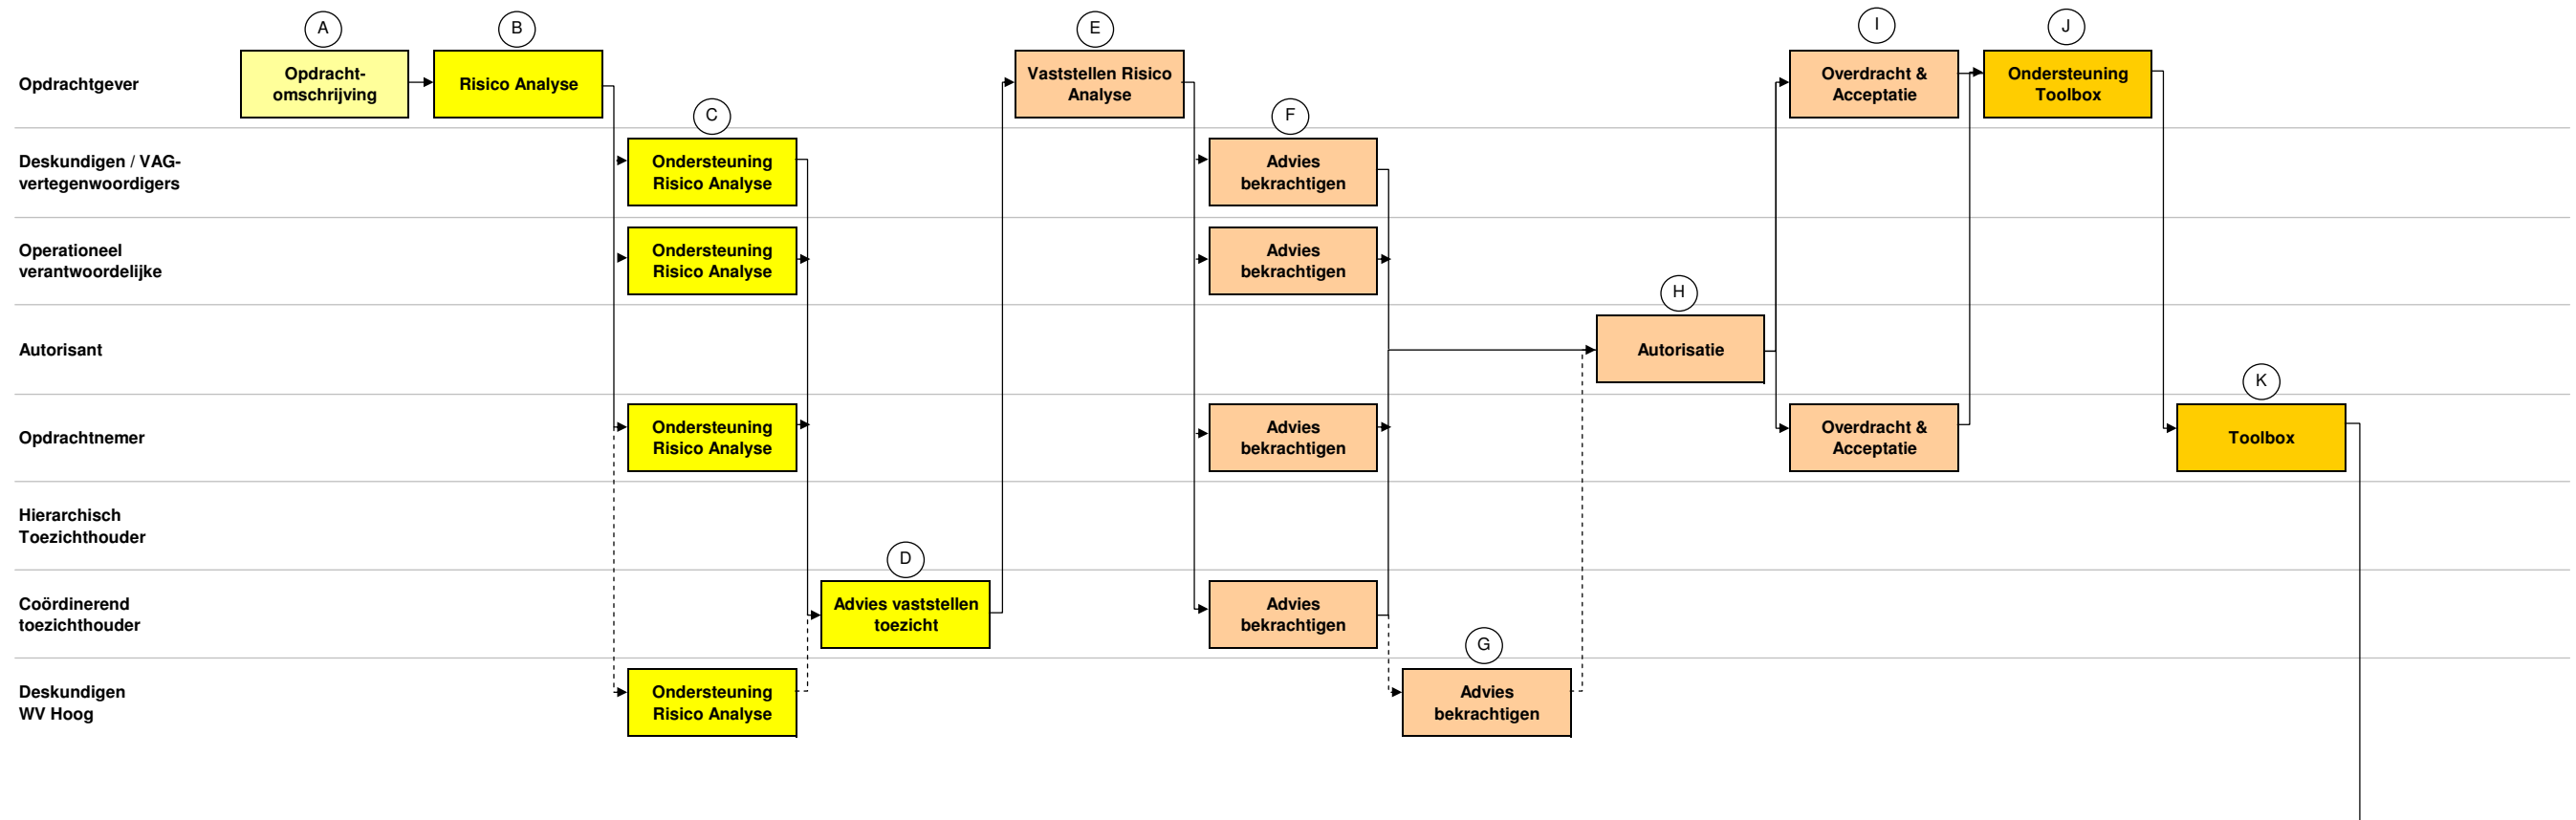 A
B
E
I
J
Opdrachtgever
Opdracht-
omschrijving
Risico Analyse
Vaststellen Risico
Analyse
Overdracht &
Acceptatie
Ondersteuning
Toolbox
C
F
Deskundigen / VAG-
vertegenwoordigers
Ondersteuning
Risico Analyse
Advies
bekrachtigen
Operationeel
verantwoordelijke
Ondersteuning
Risico Analyse
Advies
bekrachtigen
H
Autorisant
Autorisatie
K
Opdrachtnemer
Ondersteuning
Risico Analyse
Advies
bekrachtigen
Overdracht &
Acceptatie
Toolbox
Hierarchisch
Toezichthouder
D
Coördinerend
toezichthouder
Advies vaststellen
toezicht
Advies
bekrachtigen
G
Deskundigen
WV Hoog
Ondersteuning
Risico Analyse
Advies
bekrachtigen